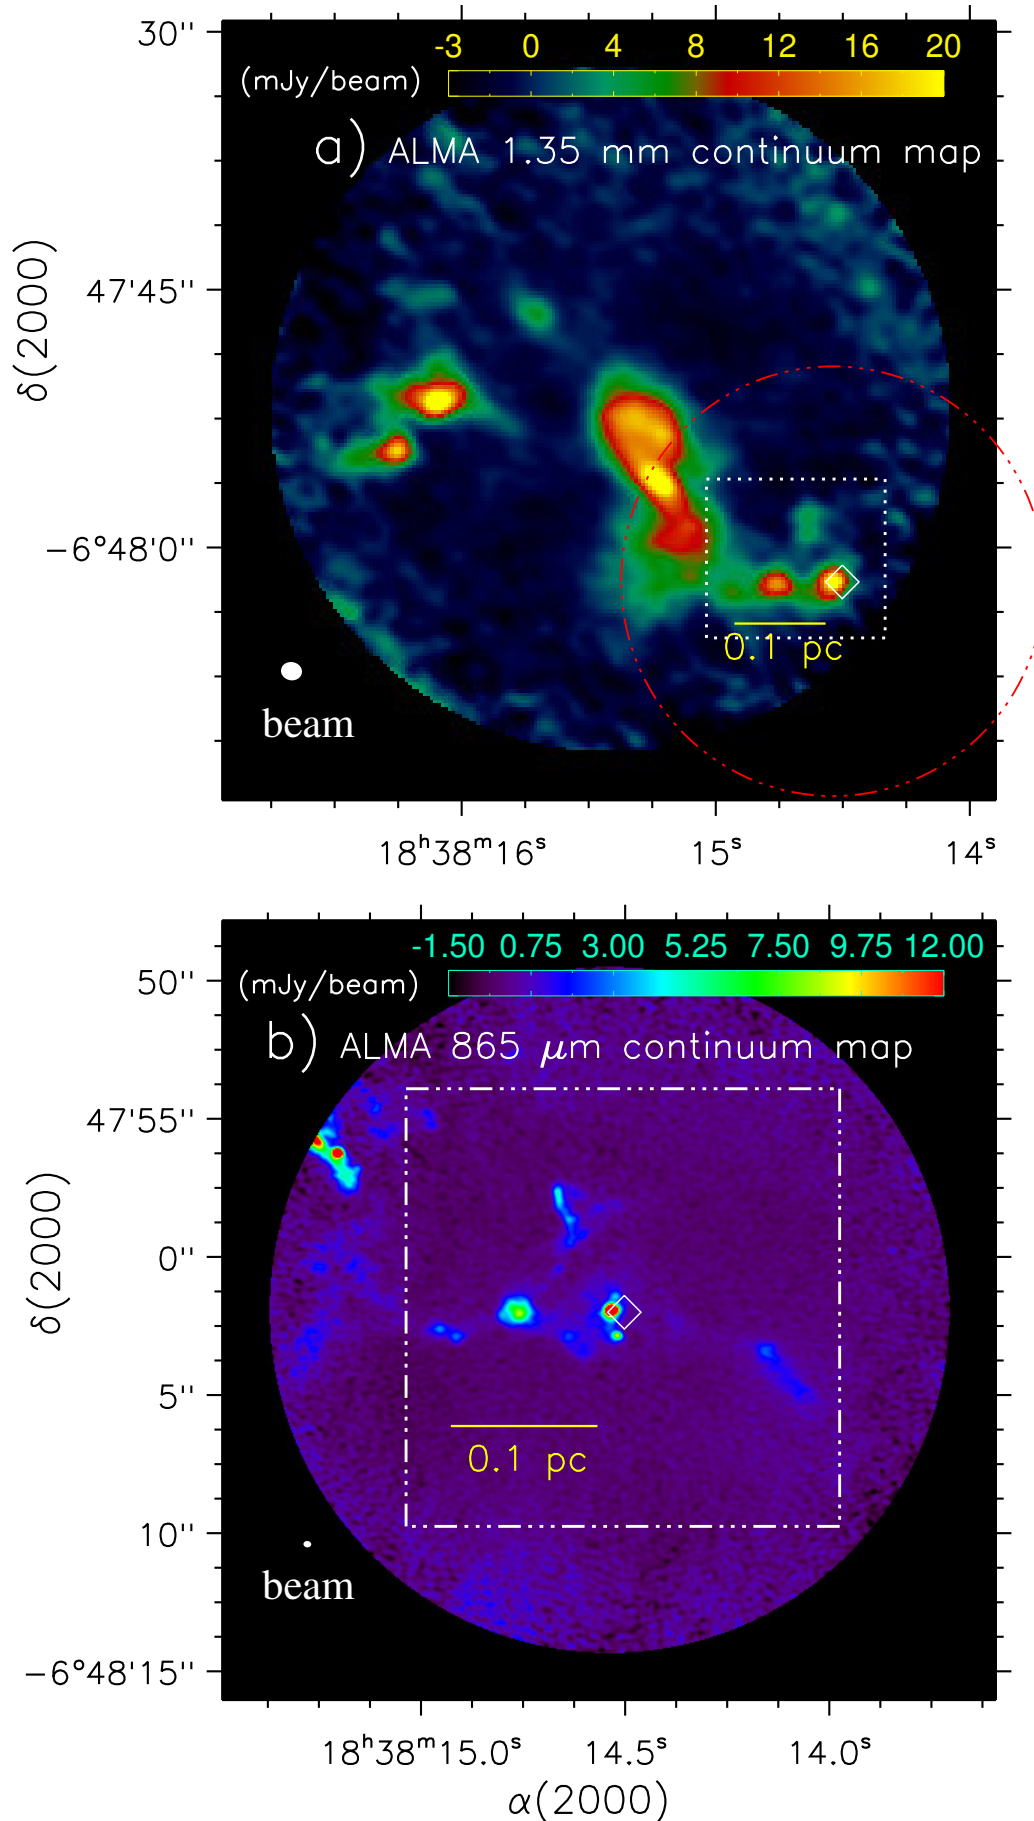 30''
-3 0 4 8 12 16 20
(mJy/beam)
a) ALMA 1.35 mm continuum map
47'45''
δ(2000)
-6°48'0''
0.1 pc
beam
18ʰ38ᵐ16ˢ 15ˢ 14ˢ
-1.50 0.75 3.00 5.25 7.50 9.75 12.00
50''
(mJy/beam)
b) ALMA 865 μm continuum map
47'55''
δ(2000)
0''
5''
0.1 pc
10''
beam
-6°48'15''
18ʰ38ᵐ15.0ˢ 14.5ˢ 14.0ˢ
α(2000)